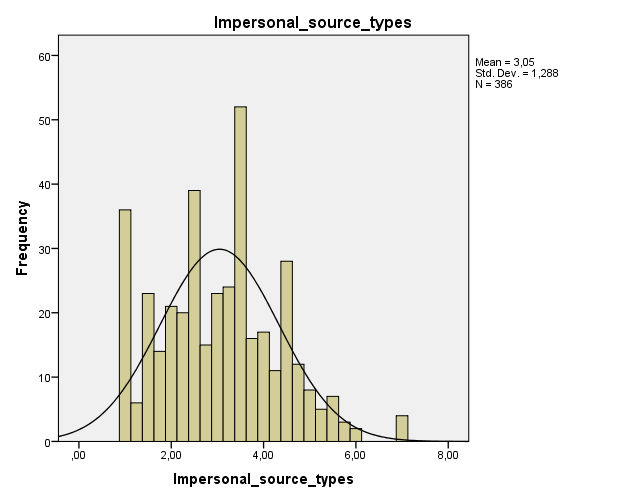 Impersonal_source_types
Mean = 3,05
Std. Dev. = 1,288
N = 386
60
50
40
30
20
10
0
Frequency
,00
2,00
4,00
6,00
8,00
Impersonal_source_types